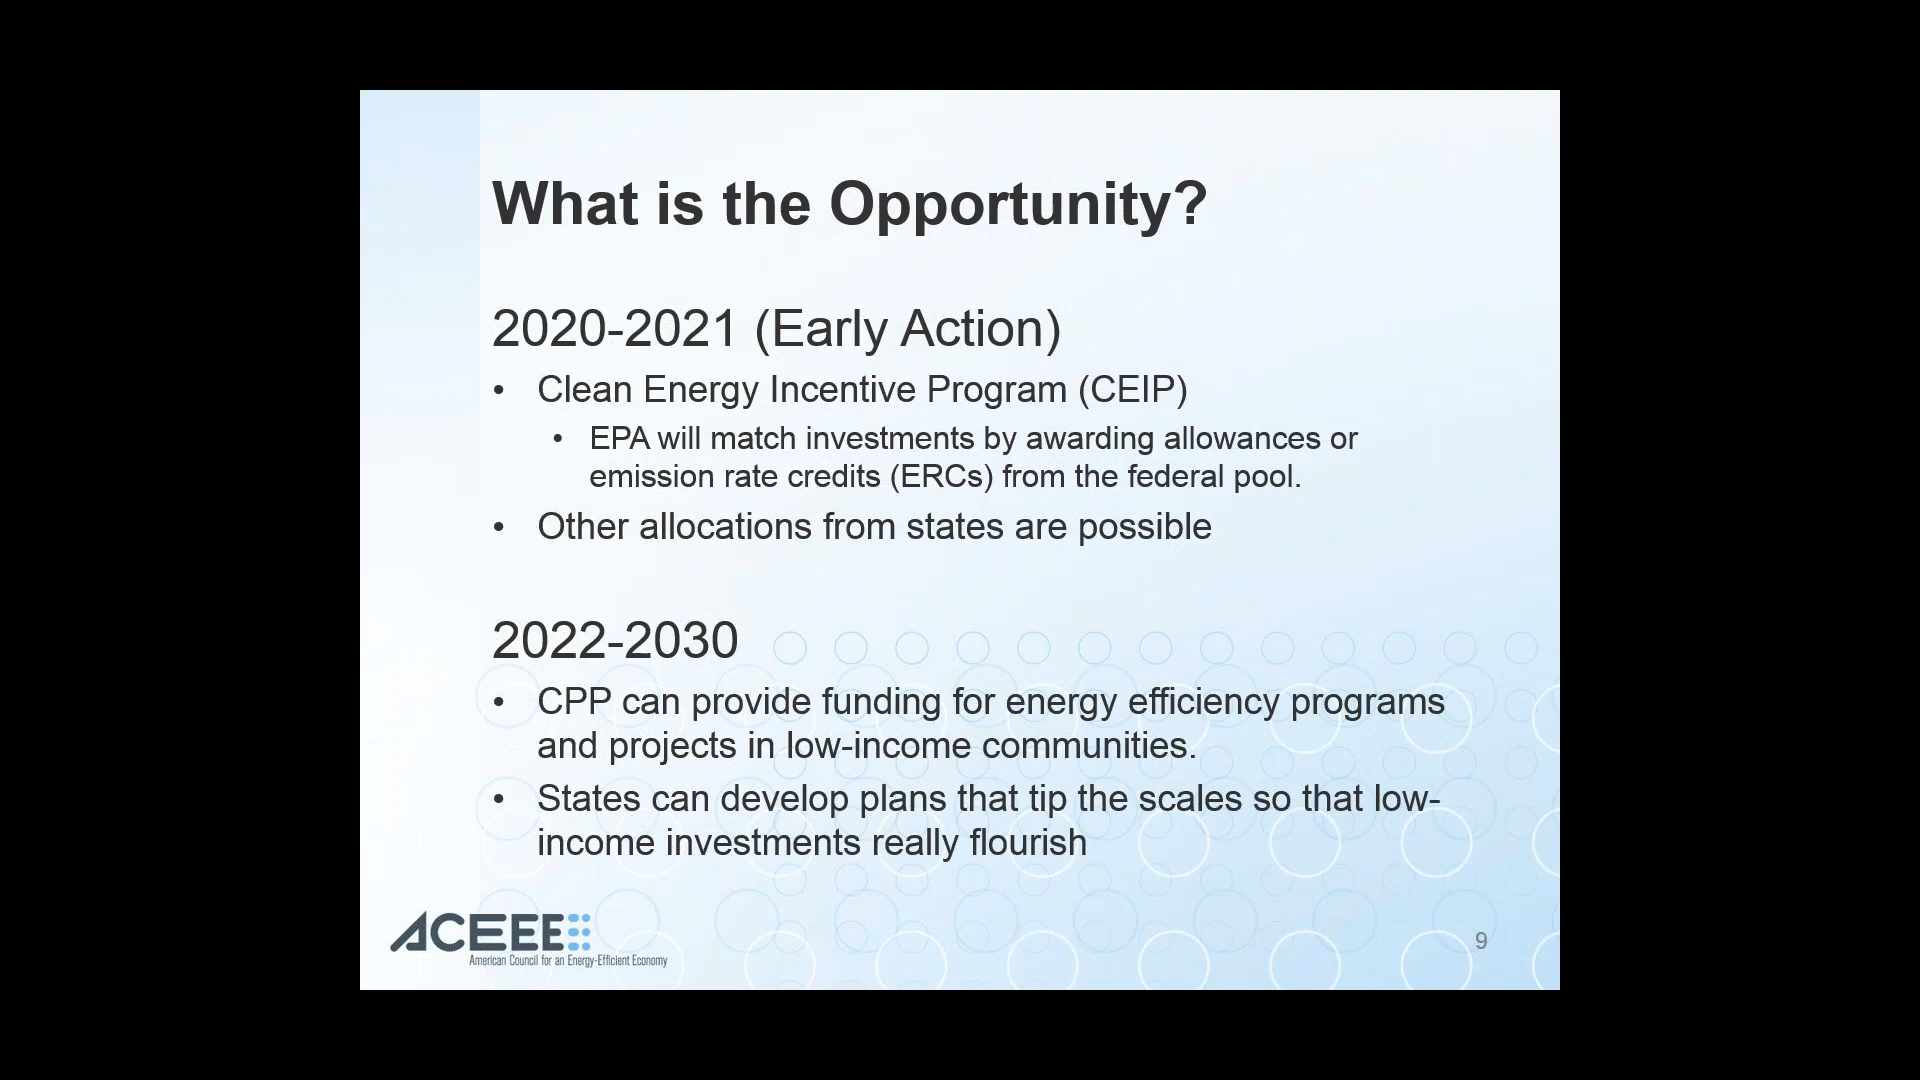 What is the Opportunity?
2020-2021 (Early Action)
• Clean Energy Incentive Program (CEIP)
• EPA will match investments by awarding allowances or
emission rate credits (ERCs) from the federal pool.
• Other allocations from states are possible
2022-2030
• CPP can provide funding for energy efficiency programs
and projects in low-income communities.
• States can develop plans that tip the scales so that low-
income investments really flourish
ACEEE
American Council for an Energy-Efficient Economy
9